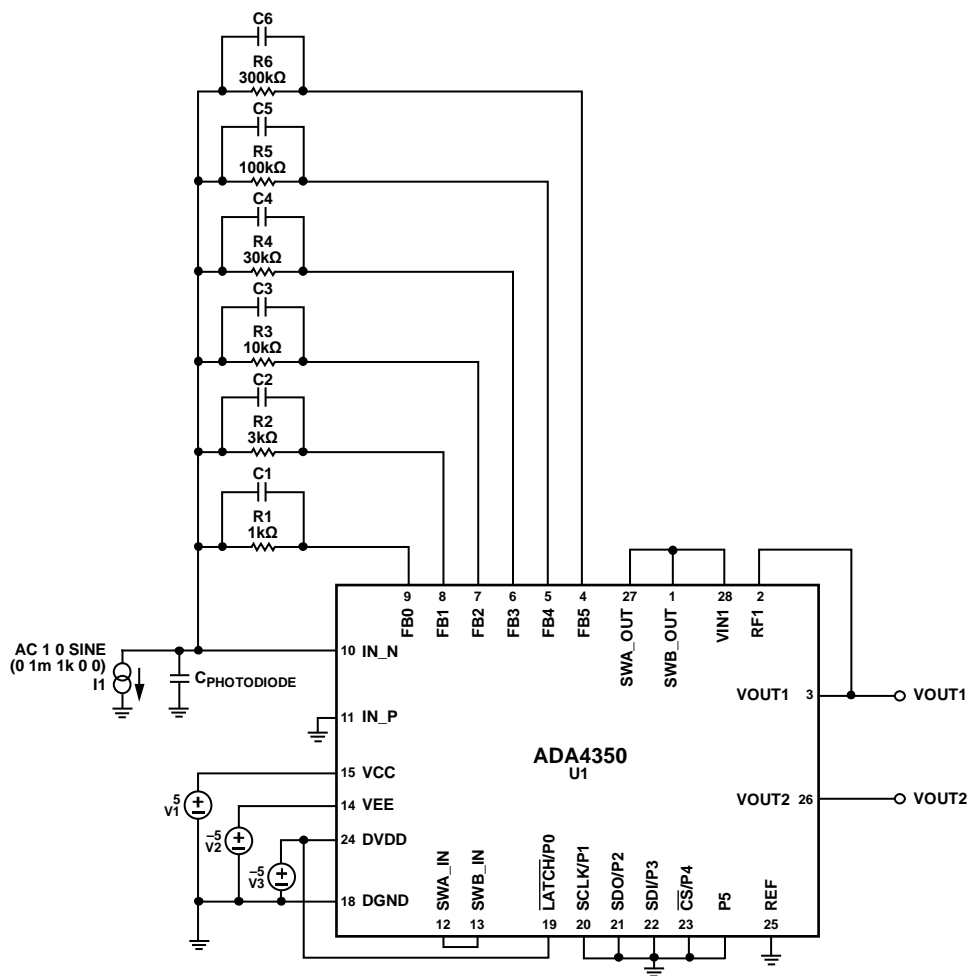 C6
R6
300kΩ
C5
R5
100kΩ
C4
R4
30kΩ
C3
R3
10kΩ
C2
R2
3kΩ
C1
R1
1kΩ
9 8 7 6 5 4 27 1 28 2
FB0 FB1 FB2 FB3 FB4 FB5 SWA_OUT SWB_OUT VIN1 RF1
AC 1 0 SINE
(0 1m 1k 0 0)
I1
CPHOTODIODE
10 IN_N
11 IN_P
15 VCC
14 VEE
24 DVDD
18 DGND
5
V1
–5
V2
–5
V3
ADA4350
U1
VOUT1 3 VOUT1
VOUT2 26 VOUT2
SWA_IN SWB_IN LATCH/P0 SCLK/P1 SDO/P2 SDI/P3 CS/P4 P5 REF
12 13 19 20 21 22 23 25